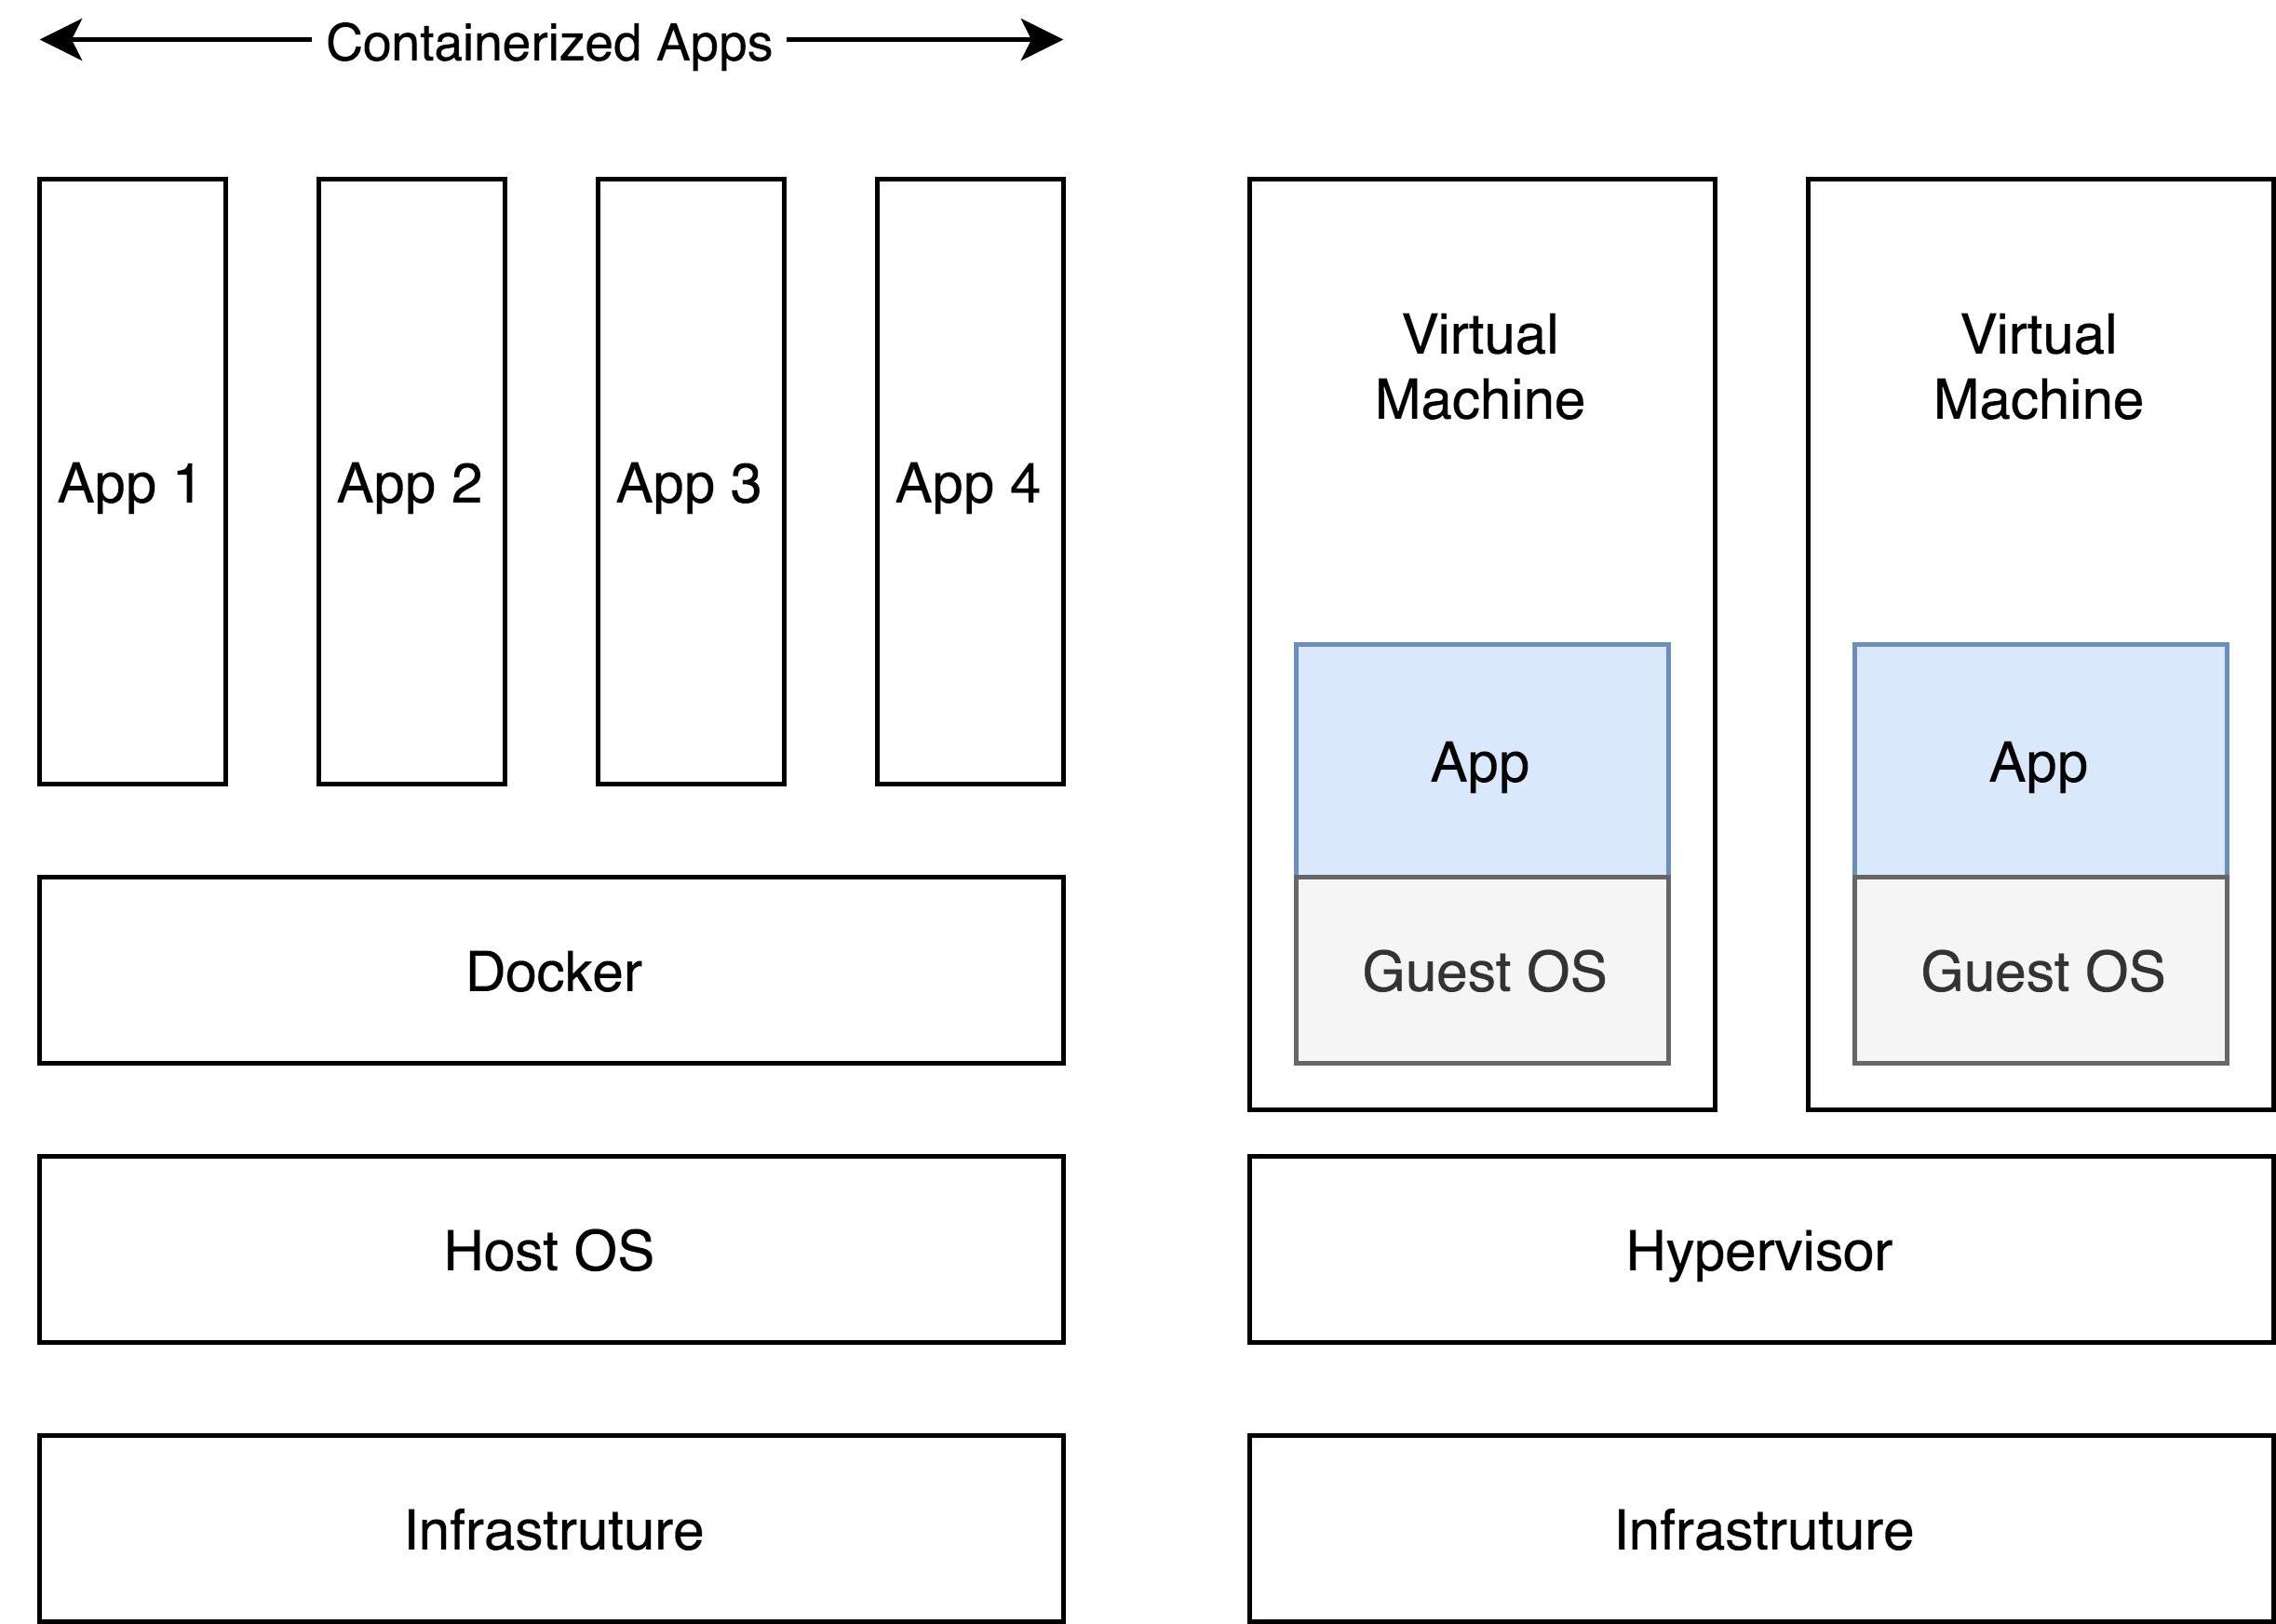 Containerized Apps
App 1
App 2
App 3
App 4
Docker
Host OS
Infrastruture
Virtual
Machine
App
Guest OS
Virtual
Machine
App
Guest OS
Hypervisor
Infrastruture